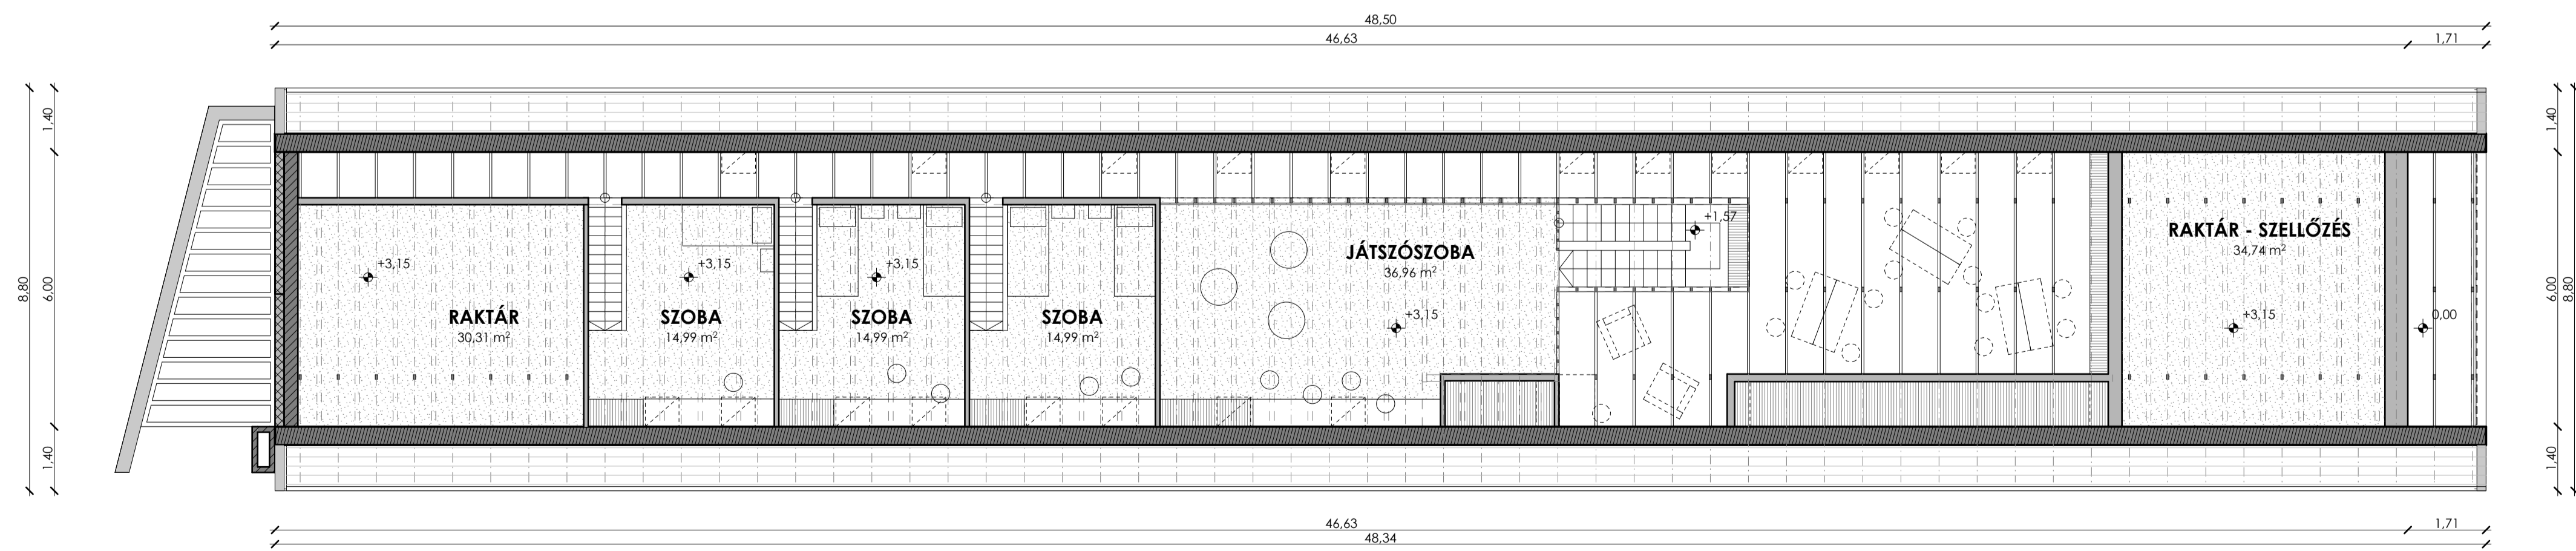 48,50
46,63
1,71
1,40
6,00
8,80
1,40
1,40
6,00
8,80
1,40
+3,15
RAKTÁR
30,31 m²
+3,15
SZOBA
14,99 m²
+3,15
SZOBA
14,99 m²
SZOBA
14,99 m²
JÁTSZÓSZOBA
36,96 m²
+3,15
+1,57
RAKTÁR - SZELLŐZÉS
34,74 m²
+3,15
0,00
46,63
1,71
48,34